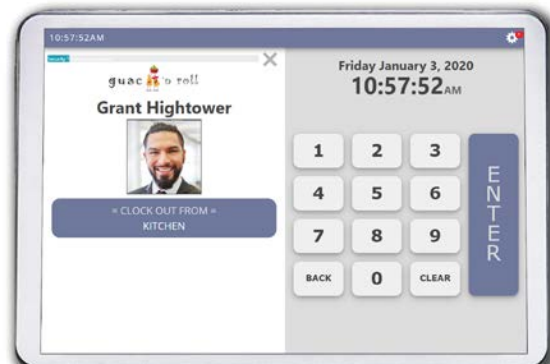 10:57:52AM
guac 'n roll
Grant Hightower
= CLOCK OUT FROM =
KITCHEN
Friday January 3, 2020
10:57:52AM
1 2 3
4 5 6
7 8 9
BACK 0 CLEAR
ENTER